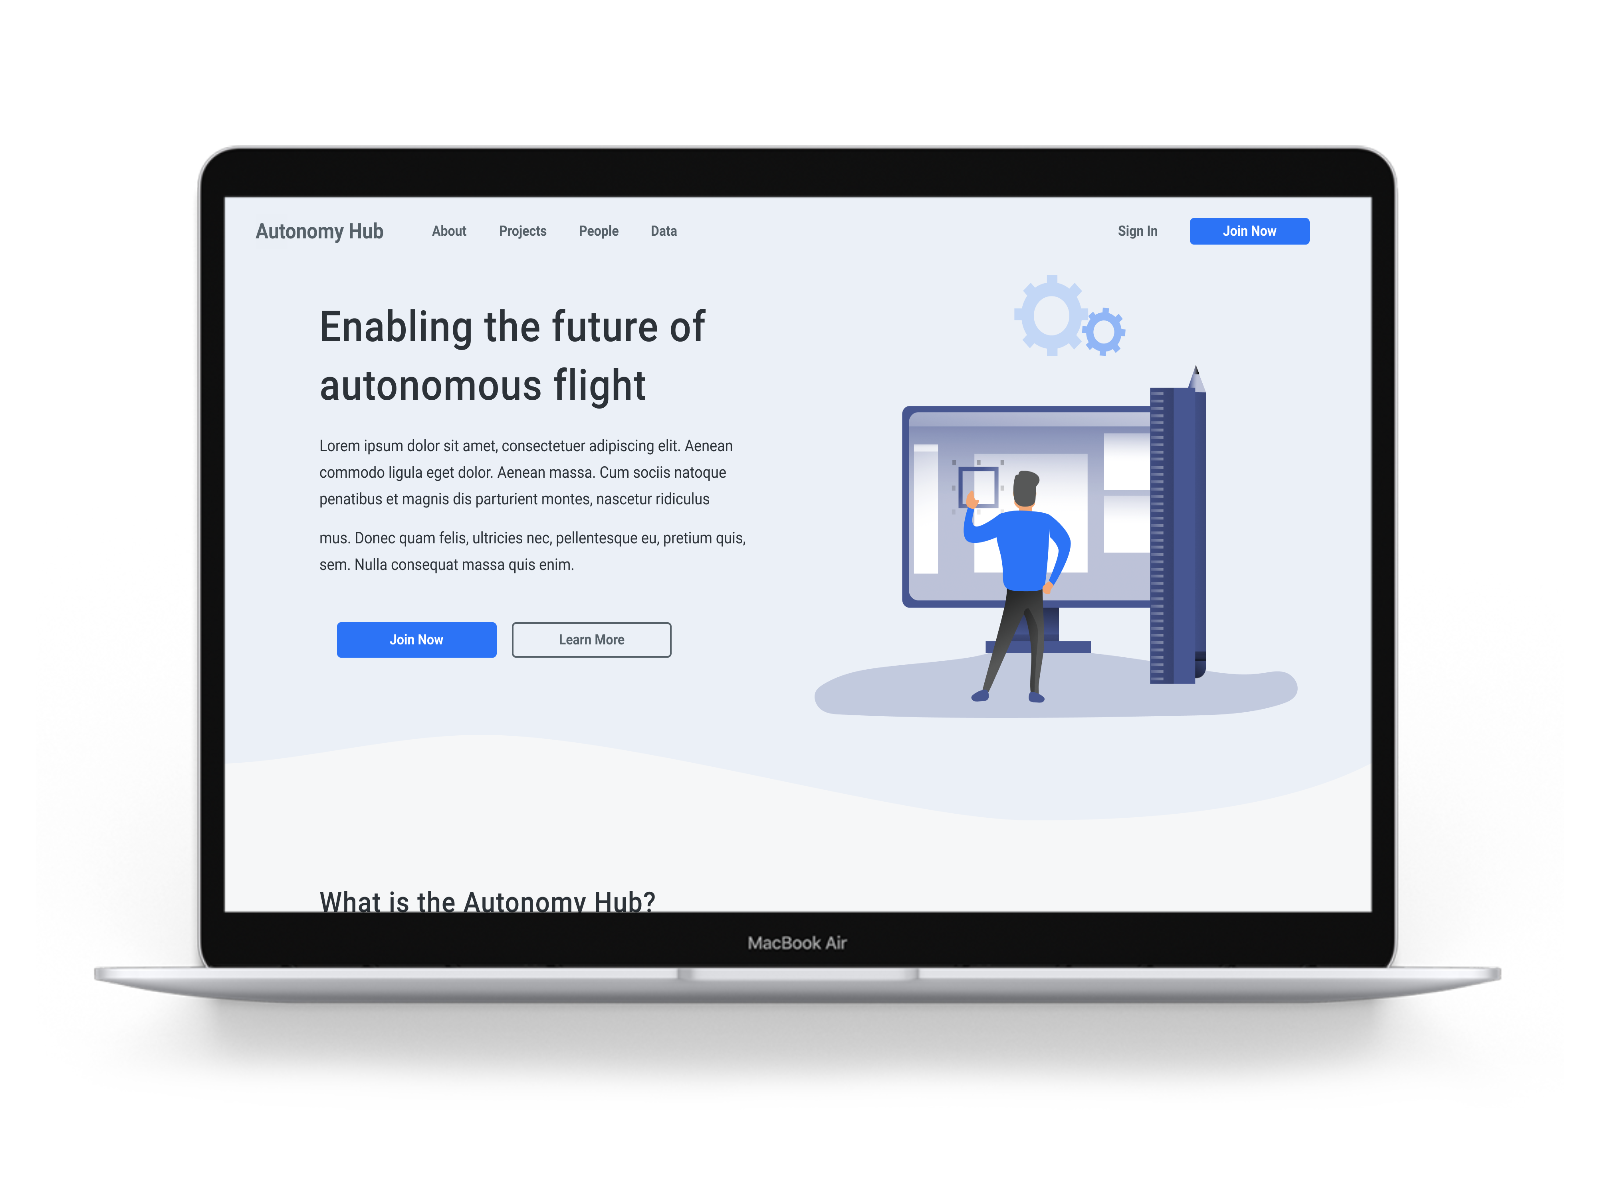 Autonomy Hub About Projects People Data Sign In Join Now
Enabling the future of
autonomous flight
Lorem ipsum dolor sit amet, consectetuer adipiscing elit. Aenean
commodo ligula eget dolor. Aenean massa. Cum sociis natoque
penatibus et magnis dis parturient montes, nascetur ridiculus
mus. Donec quam felis, ultricies nec, pellentesque eu, pretium quis,
sem. Nulla consequat massa quis enim.
Join Now Learn More
What is the Autonomy Hub?
MacBook Air